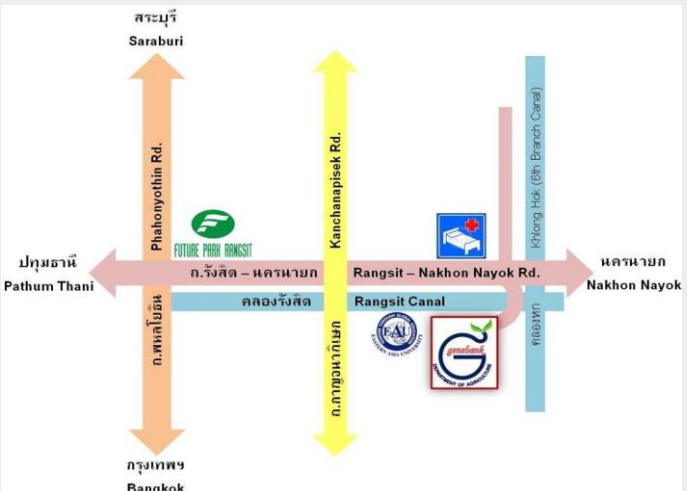 สระบุรี
Saraburi
Phahonyothin Rd.
Kanchanapisek Rd.
Khlong Hok (6th Branch Canal)
FUTURE PARK RANGSIT
ปทุมธานี
Pathum Thani
ถ.รังสิต – นครนายก
Rangsit – Nakhon Nayok Rd.
นครนายก
Nakhon Nayok
คลองรังสิต
Rangsit Canal
ถ.พหลโยธิน
ถ.กาญจนาภิเษก
EAU
EASTERN ASIA UNIVERSITY
genebank
DEPARTMENT OF AGRICULTURE
คลองหก
กรุงเทพฯ
Bangkok